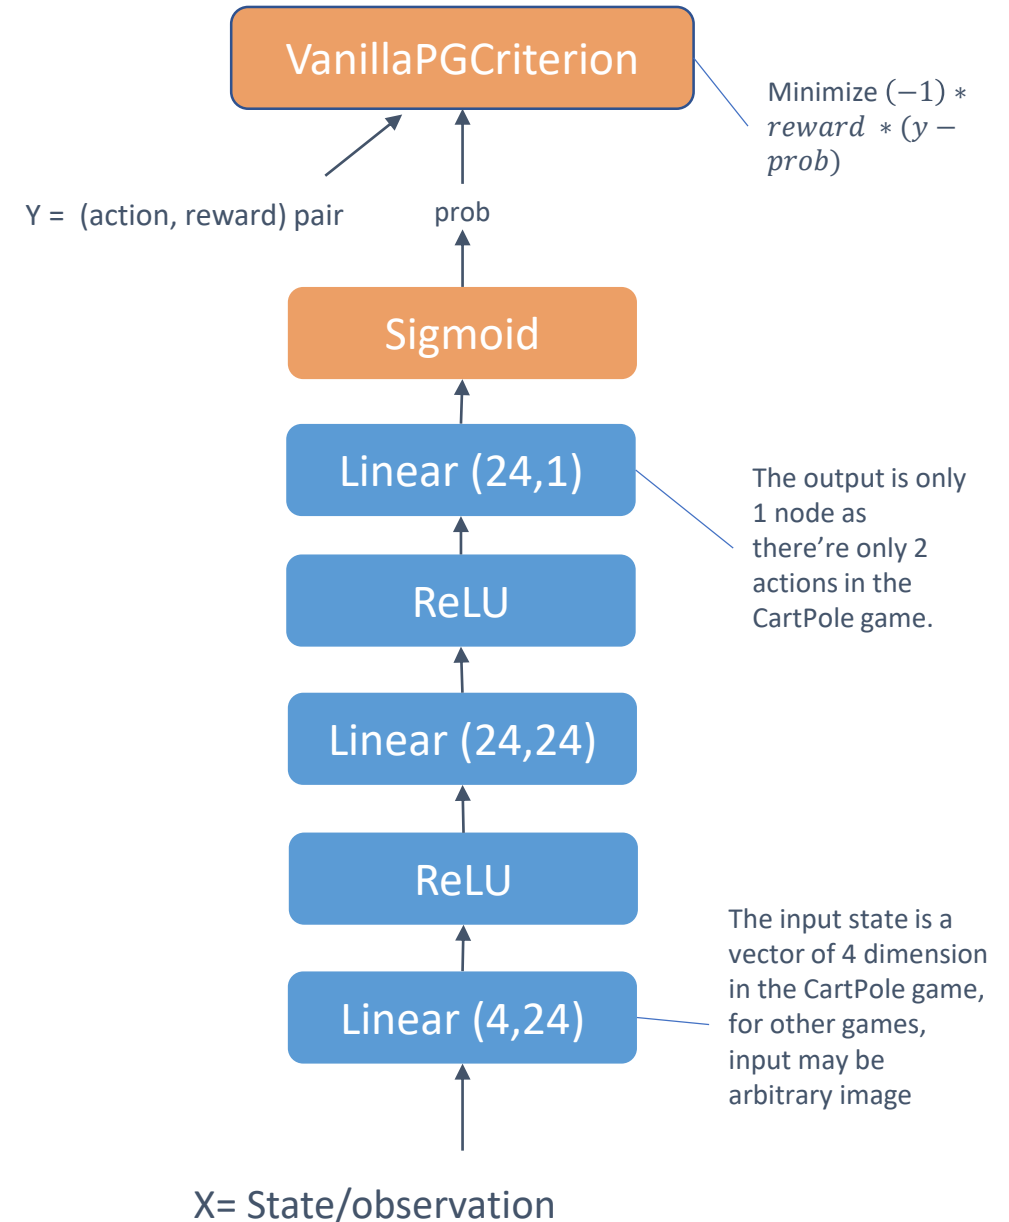 VanillaPGCriterion
Minimize (−1) ∗
reward ∗ (y −
prob)
Y = (action, reward) pair
prob
Sigmoid
Linear (24,1)
The output is only
1 node as
there’re only 2
actions in the
CartPole game.
ReLU
Linear (24,24)
ReLU
The input state is a
vector of 4 dimension
in the CartPole game,
for other games,
input may be
arbitrary image
Linear (4,24)
X= State/observation